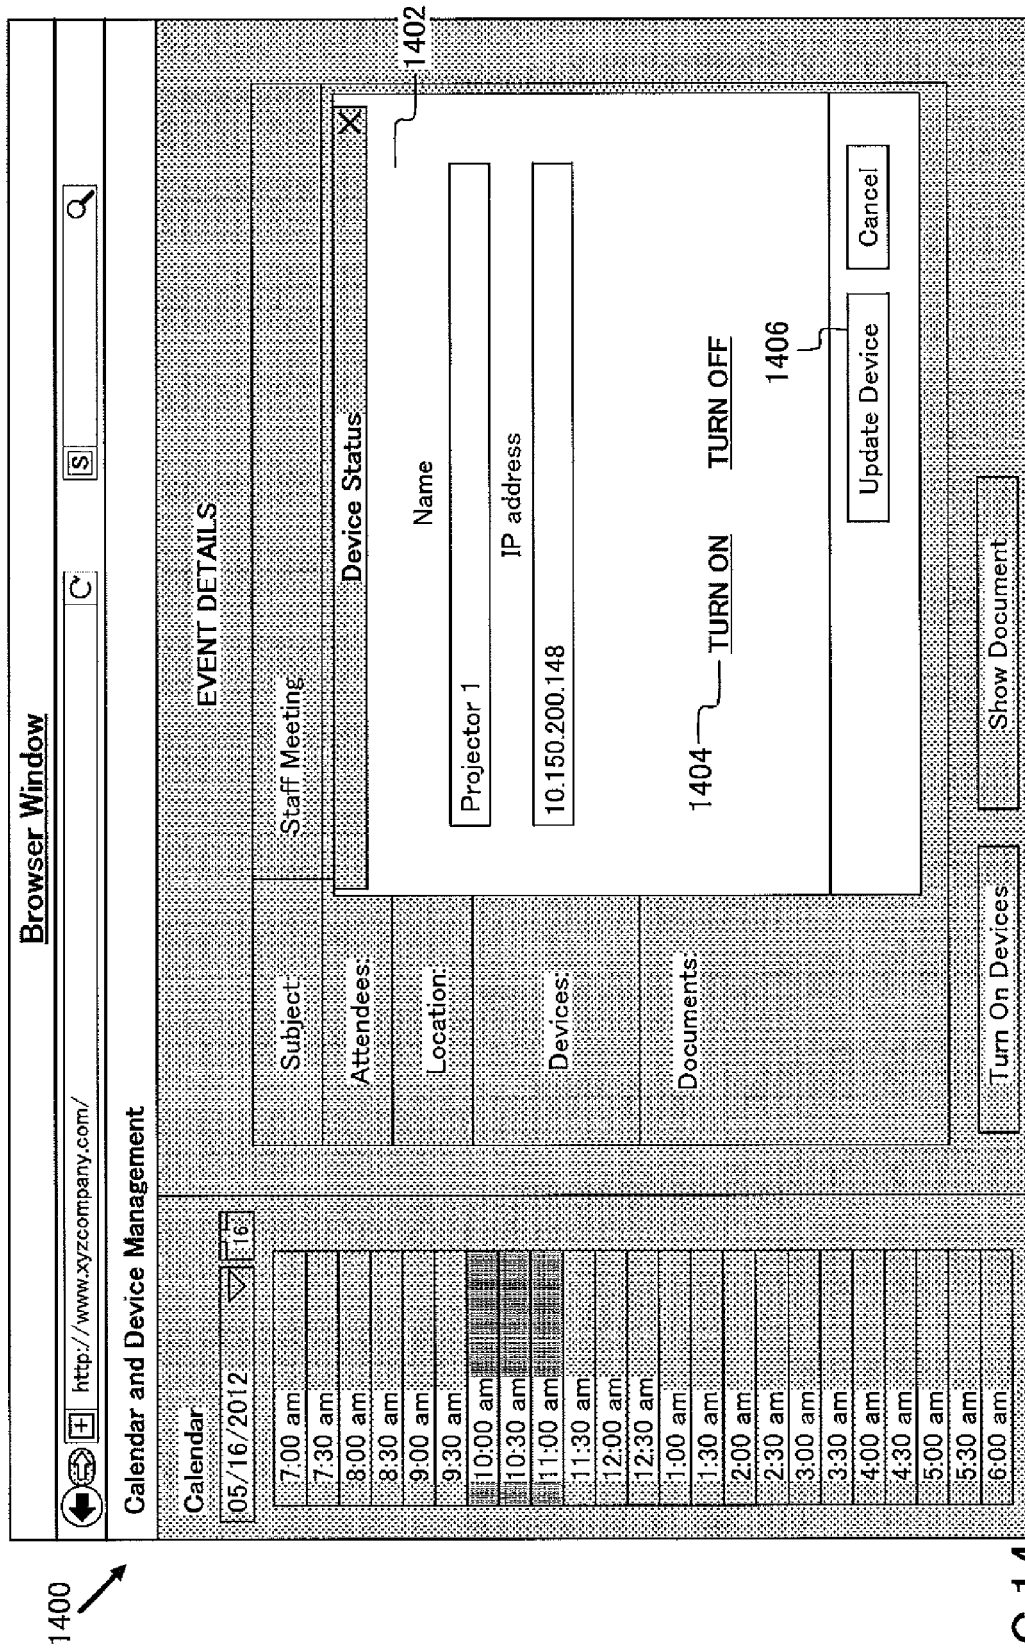 1400
Browser Window
http://www.xyzcompany.com/
S
Calendar and Device Management
Calendar
05/16/2012
16
7:00 am
7:30 am
8:00 am
8:30 am
9:00 am
9:30 am
10:00 am
10:30 am
11:00 am
11:30 am
12:00 am
12:30 am
1:00 am
1:30 am
2:00 am
2:30 am
3:00 am
3:30 am
4:00 am
4:30 am
5:00 am
5:30 am
6:00 am
EVENT DETAILS
Subject: Staff Meeting
Attendees:
Location:
Devices:
Documents:
Device Status X
1402
Name
Projector 1
IP address
10.150.200.148
1404
TURN ON TURN OFF
1406
Update Device Cancel
Turn On Devices Show Document